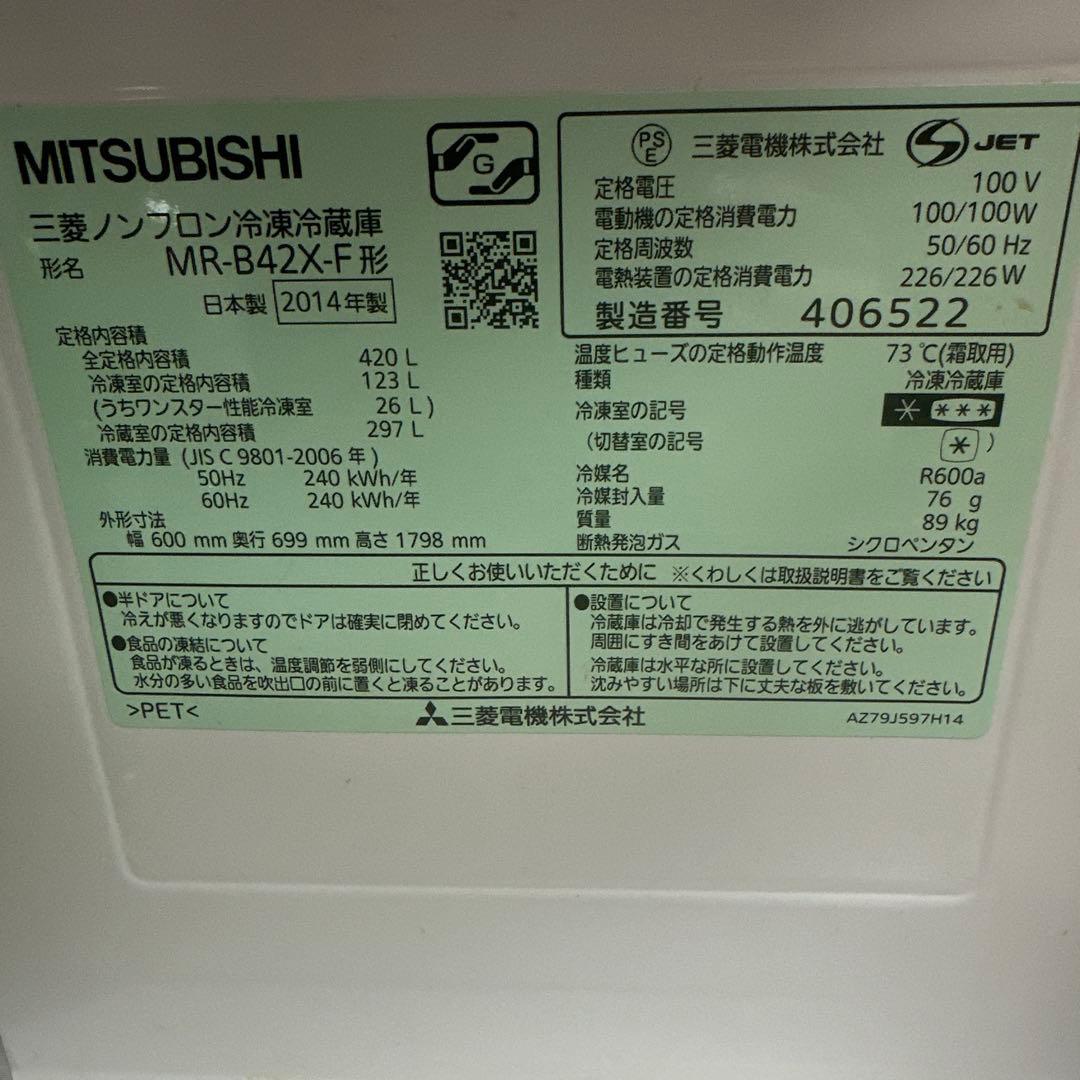 MITSUBISHI
G
三菱ノンフロン冷凍冷蔵庫
形名 MR-B42X-F形
日本製 2014年製
定格内容積
全定格内容積 420 L
冷凍室の定格内容積 123 L
(うちワンスター性能冷凍室 26 L)
冷蔵室の定格内容積 297 L
消費電力量 (JIS C 9801-2006 年)
50Hz 240 kWh/年
60Hz 240 kWh/年
外形寸法
幅 600 mm 奥行 699 mm 高さ 1798 mm
PS E 三菱電機株式会社 S JET
定格電圧 100 V
電動機の定格消費電力 100/100W
定格周波数 50/60 Hz
電熱装置の定格消費電力 226/226W
製造番号 406522
温度ヒューズの定格動作温度 73℃(霜取用)
種類 冷凍冷蔵庫
冷凍室の記号 * ***
(切替室の記号 * )
冷媒名 R600a
冷媒封入量 76 g
質量 89 kg
断熱発泡ガス シクロペンタン
正しくお使いいただくために ※くわしくは取扱説明書をご覧ください
●半ドアについて
冷えが悪くなりますのでドアは確実に閉めてください。
●食品の凍結について
食品が凍るときは、温度調節を弱側にしてください。
水分の多い食品を吹出口の前に置くと凍ることがあります。
●設置について
冷蔵庫は冷却で発生する熱を外に逃がしています。
周囲にすき間をあけて設置してください。
冷蔵庫は水平な所に設置してください。
沈みやすい場所は下に丈夫な板を敷いてください。
>PET<
三菱電機株式会社
AZ79J597H14